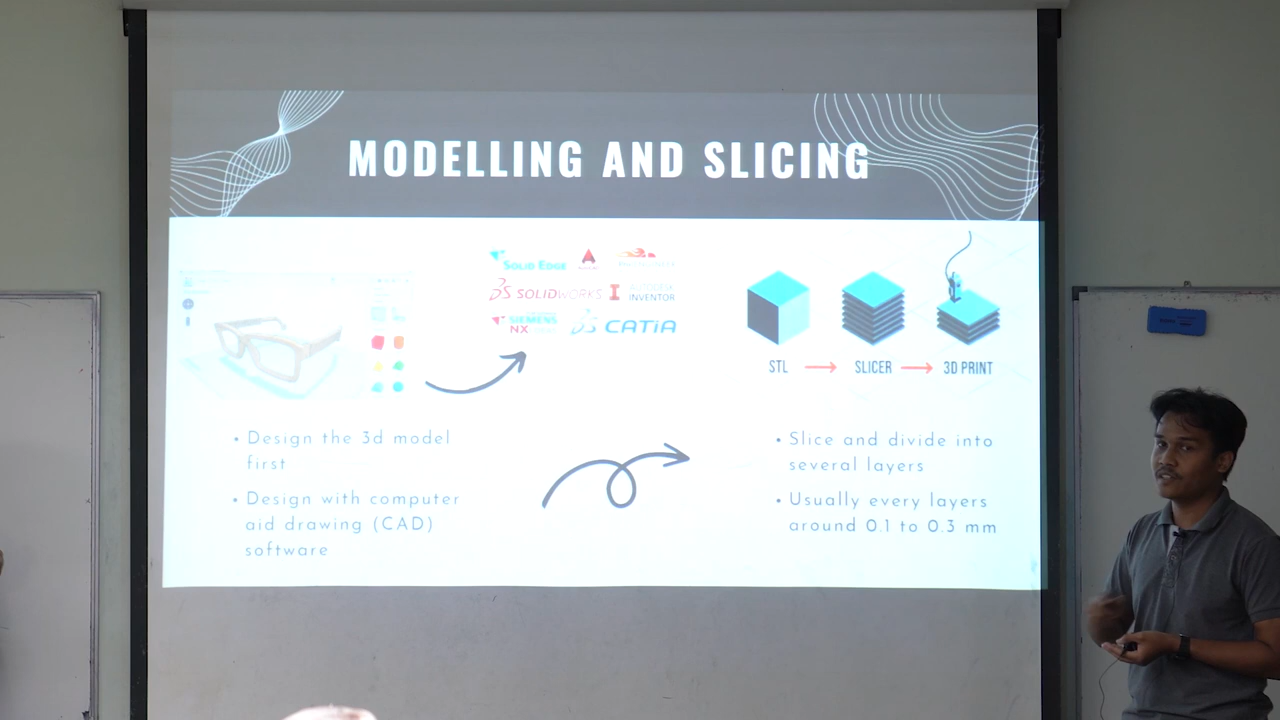 MODELLING AND SLICING
SOLID EDGE
SOLIDWORKS
AUTODESK
INVENTOR
SIEMENS
NX
CATIA
STL
SLICER
3D PRINT
• Design the 3d model
first
• Design with computer
aid drawing (CAD)
software
• Slice and divide into
several layers
• Usually every layers
around 0.1 to 0.3 mm